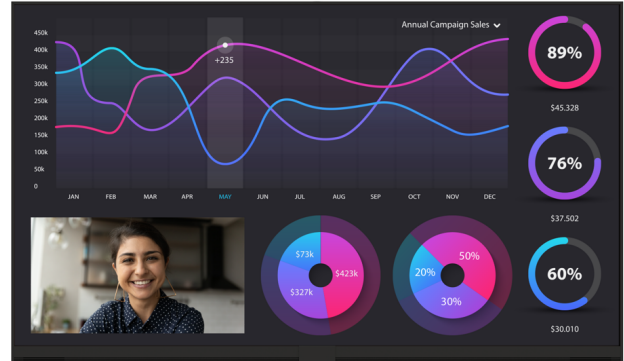 Annual Campaign Sales
450k
400k
350k
300k
250k
200k
150k
100k
50k
0
+235
JAN FEB MAR APR MAY JUN JUL AUG SEP OCT NOV DEC
89%
$45.328
76%
$37.502
60%
$30.010
$73k
$423k
$327k
50%
20%
30%